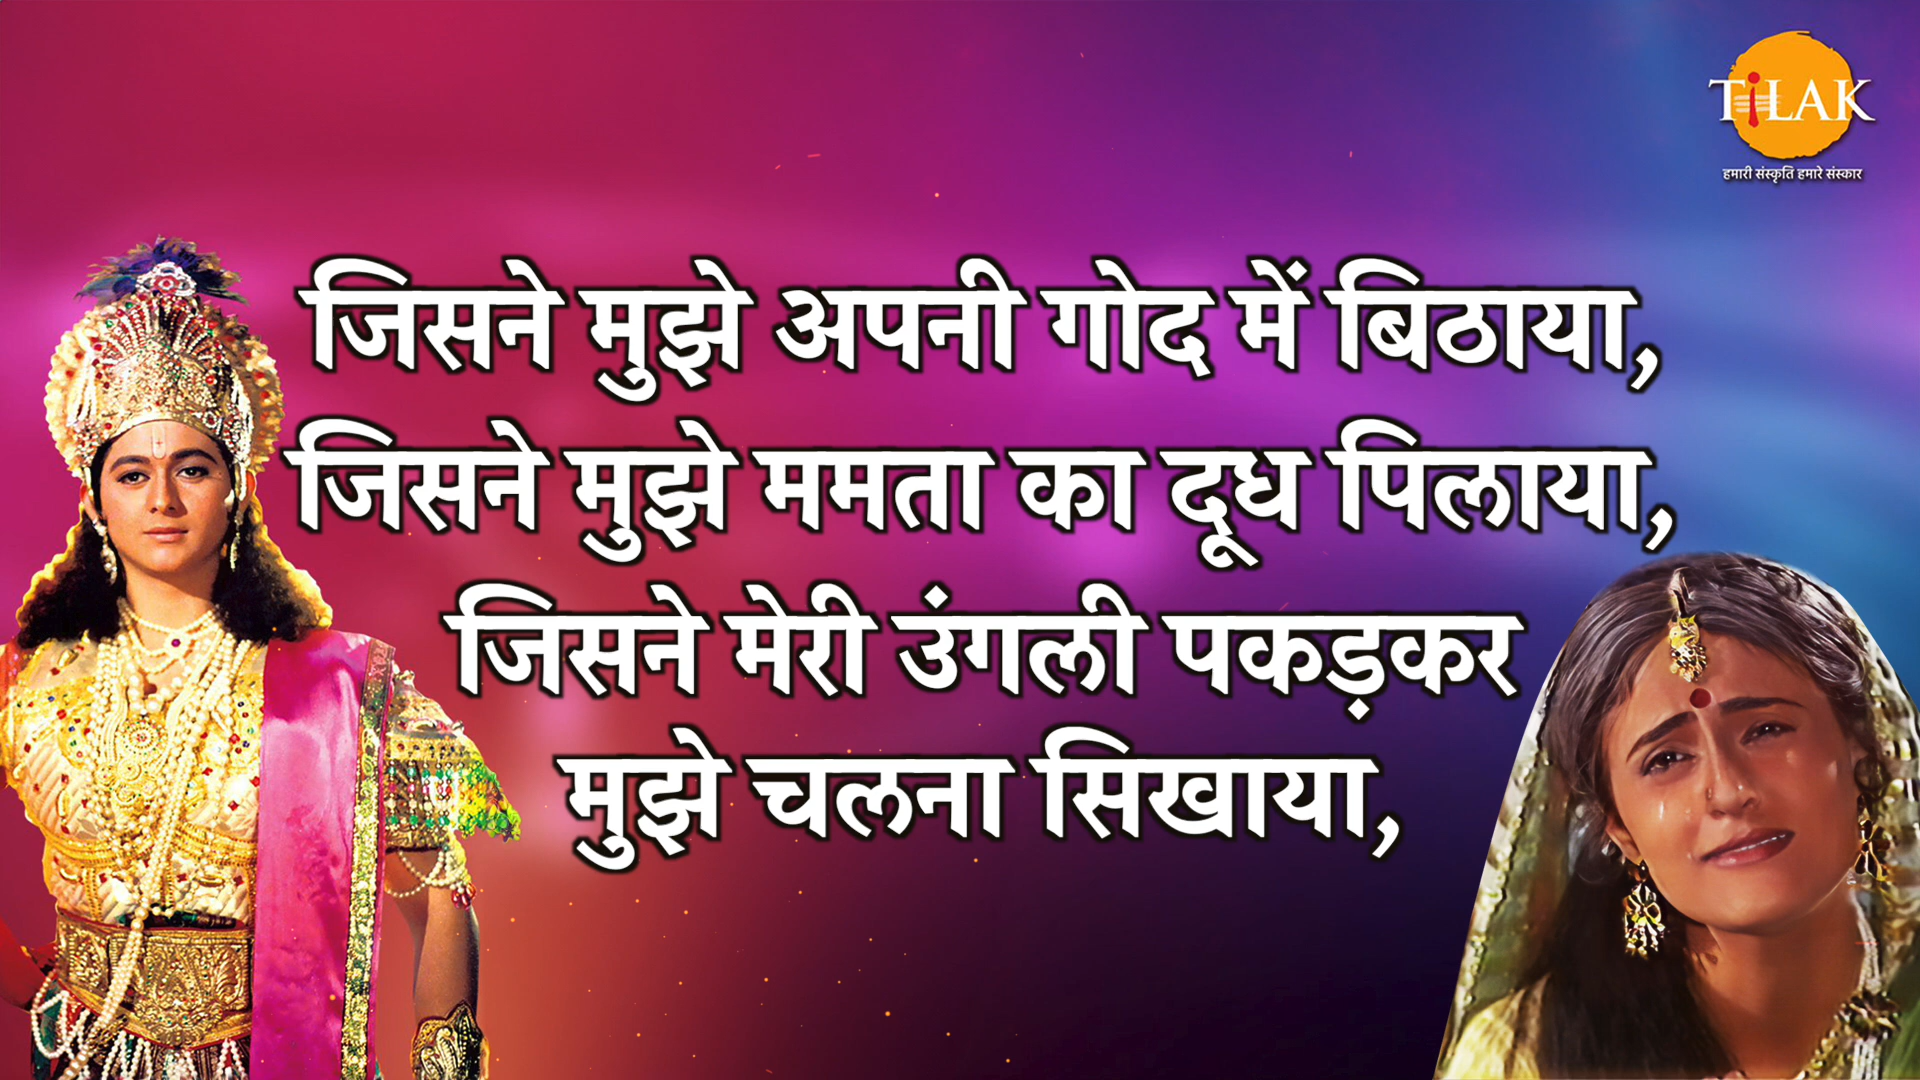 TiLAK
हमारी संस्कृति हमारे संस्कार
जिसने मुझे अपनी गोद में बिठाया,
जिसने मुझे ममता का दूध पिलाया,
जिसने मेरी उंगली पकड़कर
मुझे चलना सिखाया,